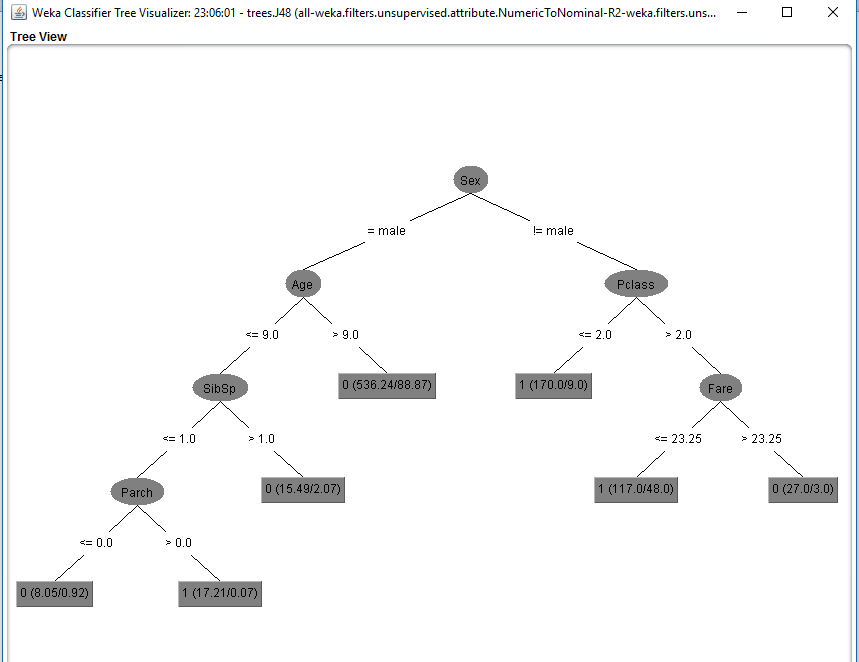 Weka Classifier Tree Visualizer: 23:06:01 - trees.J48 (all-weka.filters.unsupervised.attribute.NumericToNominal-R2-weka.filters.uns...
Tree View
Sex
= male
!= male
Age
Pclass
<= 9.0
> 9.0
<= 2.0
> 2.0
SibSp
0 (536.24/88.87)
1 (170.0/9.0)
Fare
<= 1.0
> 1.0
<= 23.25
> 23.25
Parch
0 (15.49/2.07)
1 (117.0/48.0)
0 (27.0/3.0)
<= 0.0
> 0.0
0 (8.05/0.92)
1 (17.21/0.07)